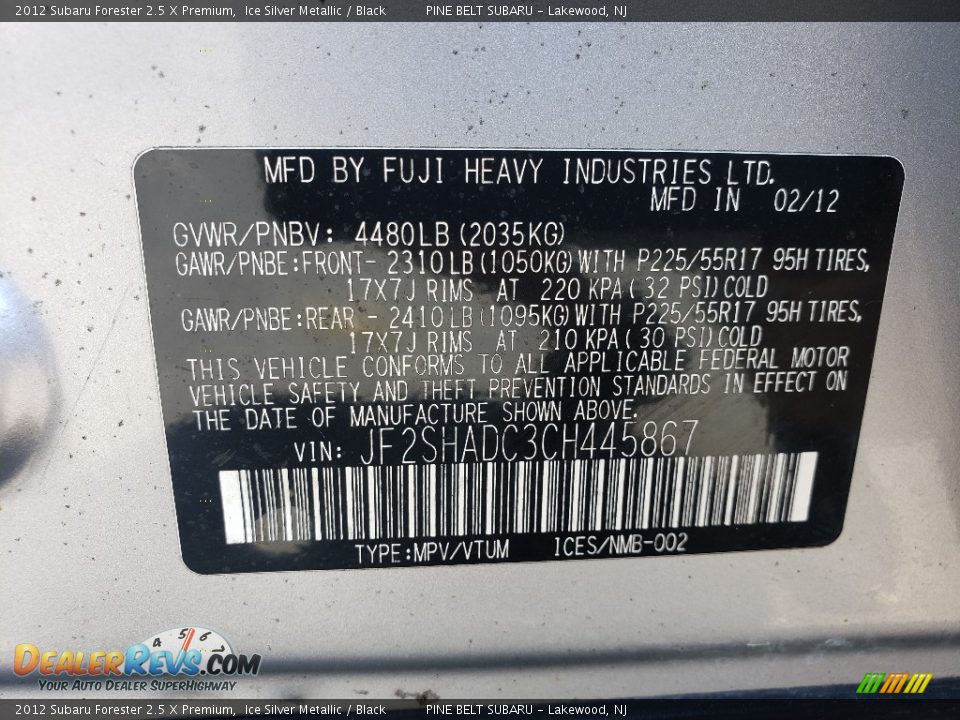 2012 Subaru Forester 2.5 X Premium, Ice Silver Metallic / Black PINE BELT SUBARU - Lakewood, NJ
MFD BY FUJI HEAVY INDUSTRIES LTD.
MFD IN 02/12
GVWR/PNBV: 4480LB(2035KG)
GAWR/PNBE:FRONT- 2310LB(1050KG)WITH P225/55R17 95H TIRES,
17X7J RIMS AT 220 KPA(32 PSI)COLD
GAWR/PNBE:REAR - 2410LB(1095KG)WITH P225/55R17 95H TIRES,
17X7J RIMS AT 210 KPA(30 PSI)COLD
THIS VEHICLE CONFORMS TO ALL APPLICABLE FEDERAL MOTOR
VEHICLE SAFETY AND THEFT PREVENTION STANDARDS IN EFFECT ON
THE DATE OF MANUFACTURE SHOWN ABOVE.
VIN: JF2SHADC3CH445867
TYPE:MPV/VTUM ICES/NMB-002
4 5 6 7
DEALERREVS.COM
YOUR AUTO DEALER SUPERHIGHWAY
2012 Subaru Forester 2.5 X Premium, Ice Silver Metallic / Black PINE BELT SUBARU - Lakewood, NJ